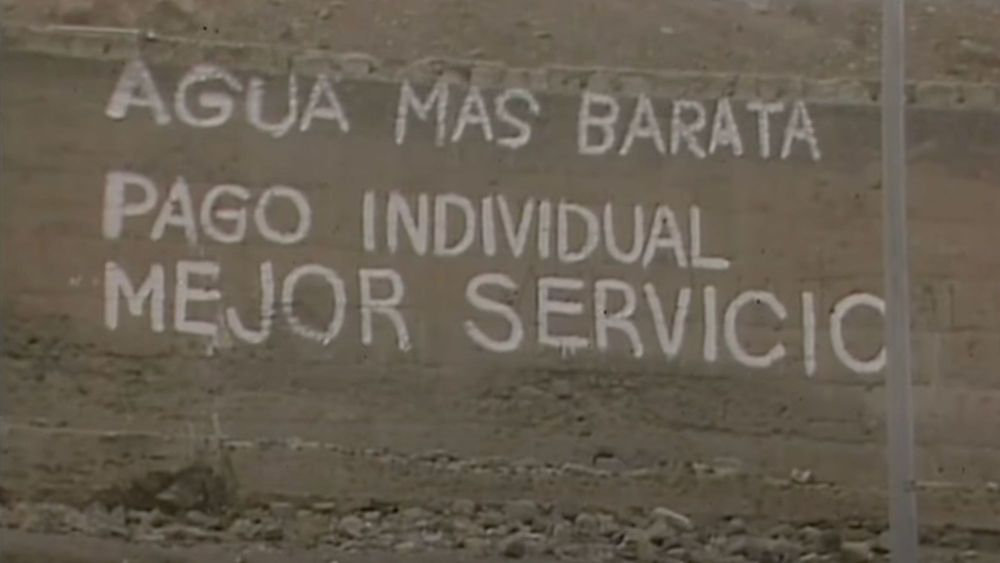 AGUA MAS BARATA
PAGO INDIVIDUAL
MEJOR SERVICIO